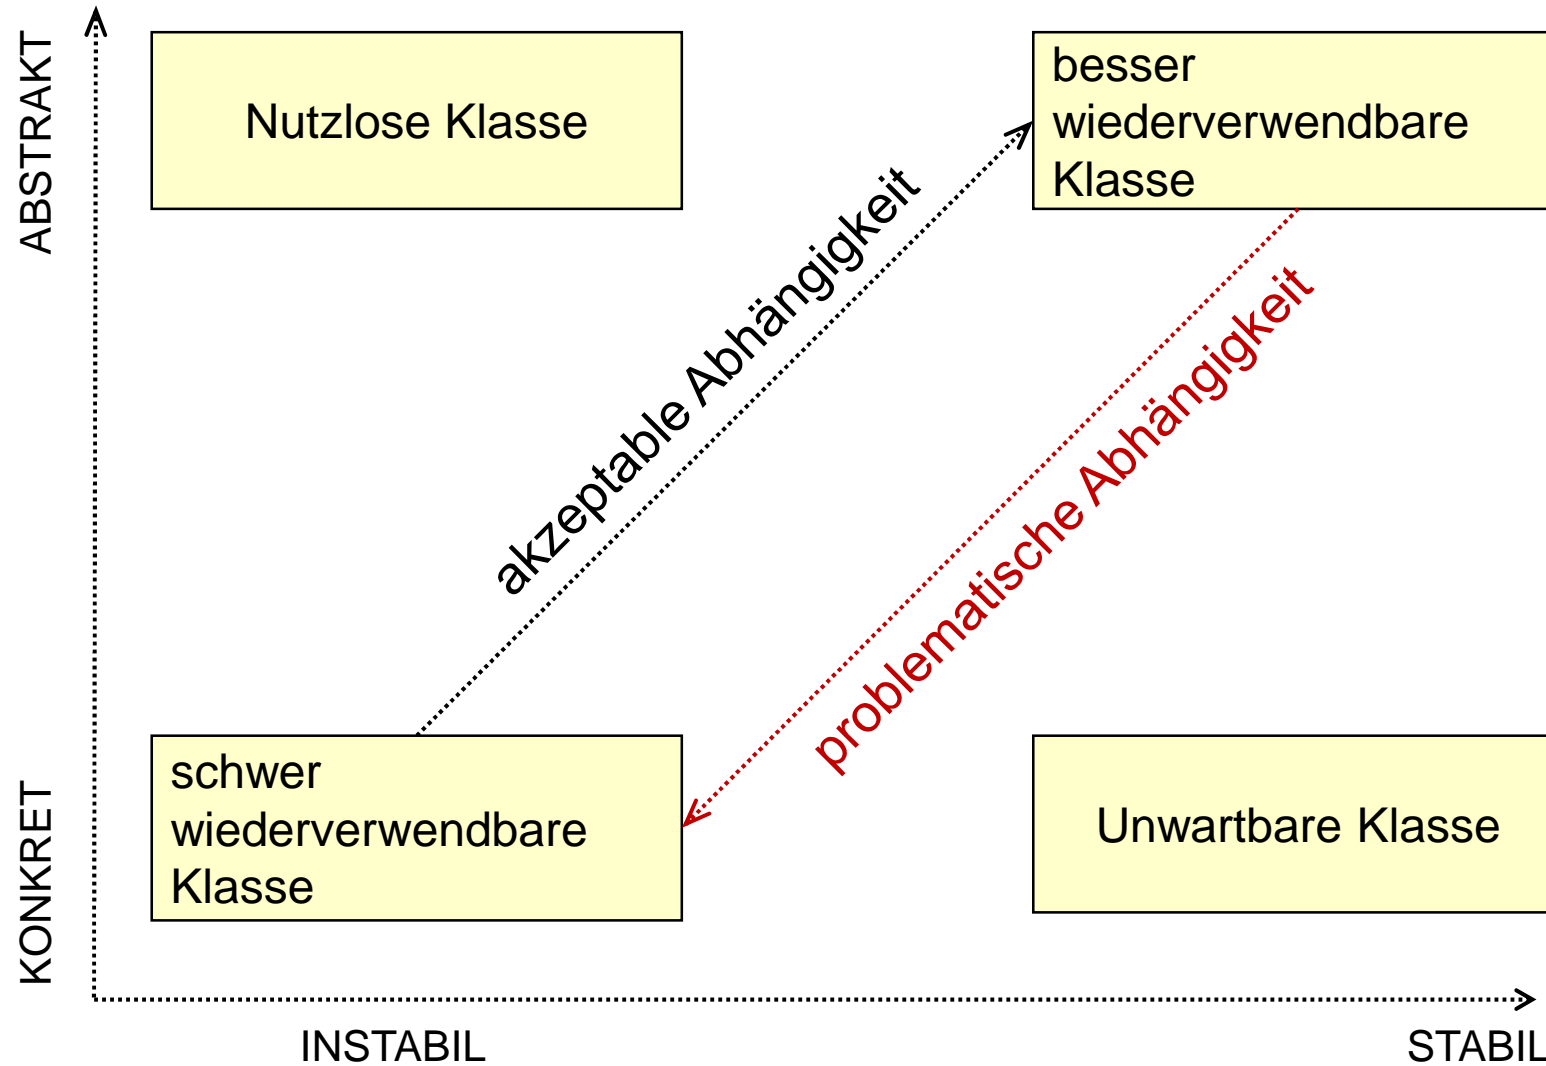 ABSTRAKT
Nutzlose Klasse
besser
wiederverwendbare
Klasse
akzeptable Abhängigkeit
problematische Abhängigkeit
KONKRET
schwer
wiederverwendbare
Klasse
Unwartbare Klasse
INSTABIL
STABIL